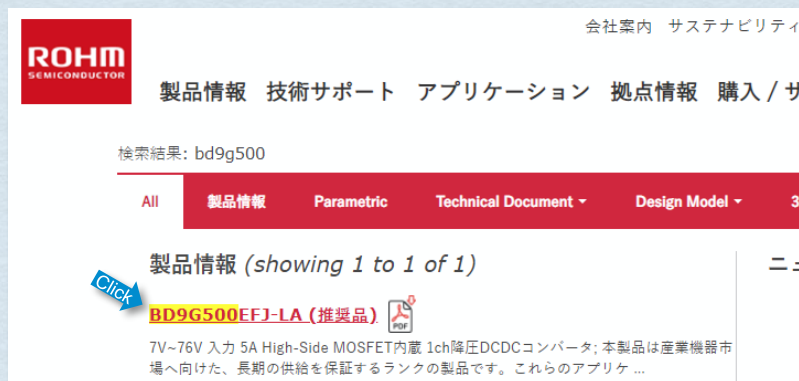 会社案内 サステナビリティ
ROHM
SEMICONDUCTOR
製品情報 技術サポート アプリケーション 拠点情報 購入 / サ
検索結果: bd9g500
All 製品情報 Parametric Technical Document Design Model 3
製品情報 (showing 1 to 1 of 1)
ニュ
Click
BD9G500EFJ-LA (推奨品) PDF
7V~76V 入力 5A High-Side MOSFET内蔵 1ch降圧DCDCコンバータ; 本製品は産業機器市
場へ向けた、長期の供給を保証するランクの製品です。これらのアプリケ ...